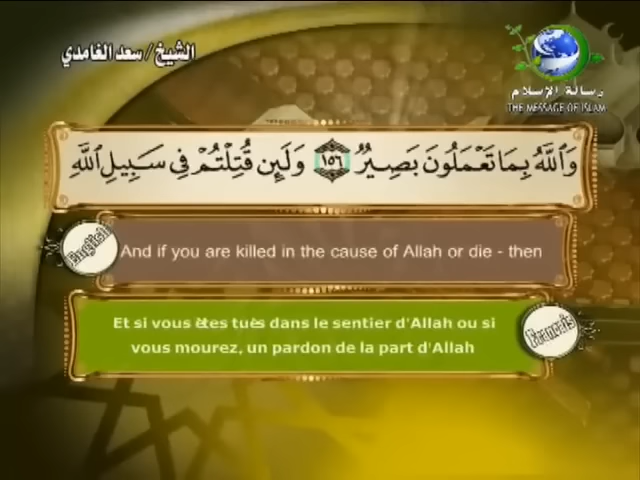 الشيخ / سعد الغامدي
رسالة الإسلام
THE MESSAGE OF ISLAM
وَٱللَّهُ بِمَا تَعْمَلُونَ بَصِيرٌ ١٥٦ وَلَئِن قُتِلْتُمْ فِى سَبِيلِ ٱللَّهِ
English
And if you are killed in the cause of Allah or die - then
Et si vous êtes tués dans le sentier d'Allah ou si
vous mourez, un pardon de la part d'Allah
Français